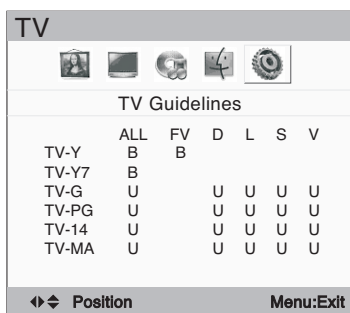 TV
TV Guidelines
ALL FV D L S V
TV-Y B B
TV-Y7 B
TV-G U U U U U
TV-PG U U U U U
TV-14 U U U U U
TV-MA U U U U U
Position Menu:Exit